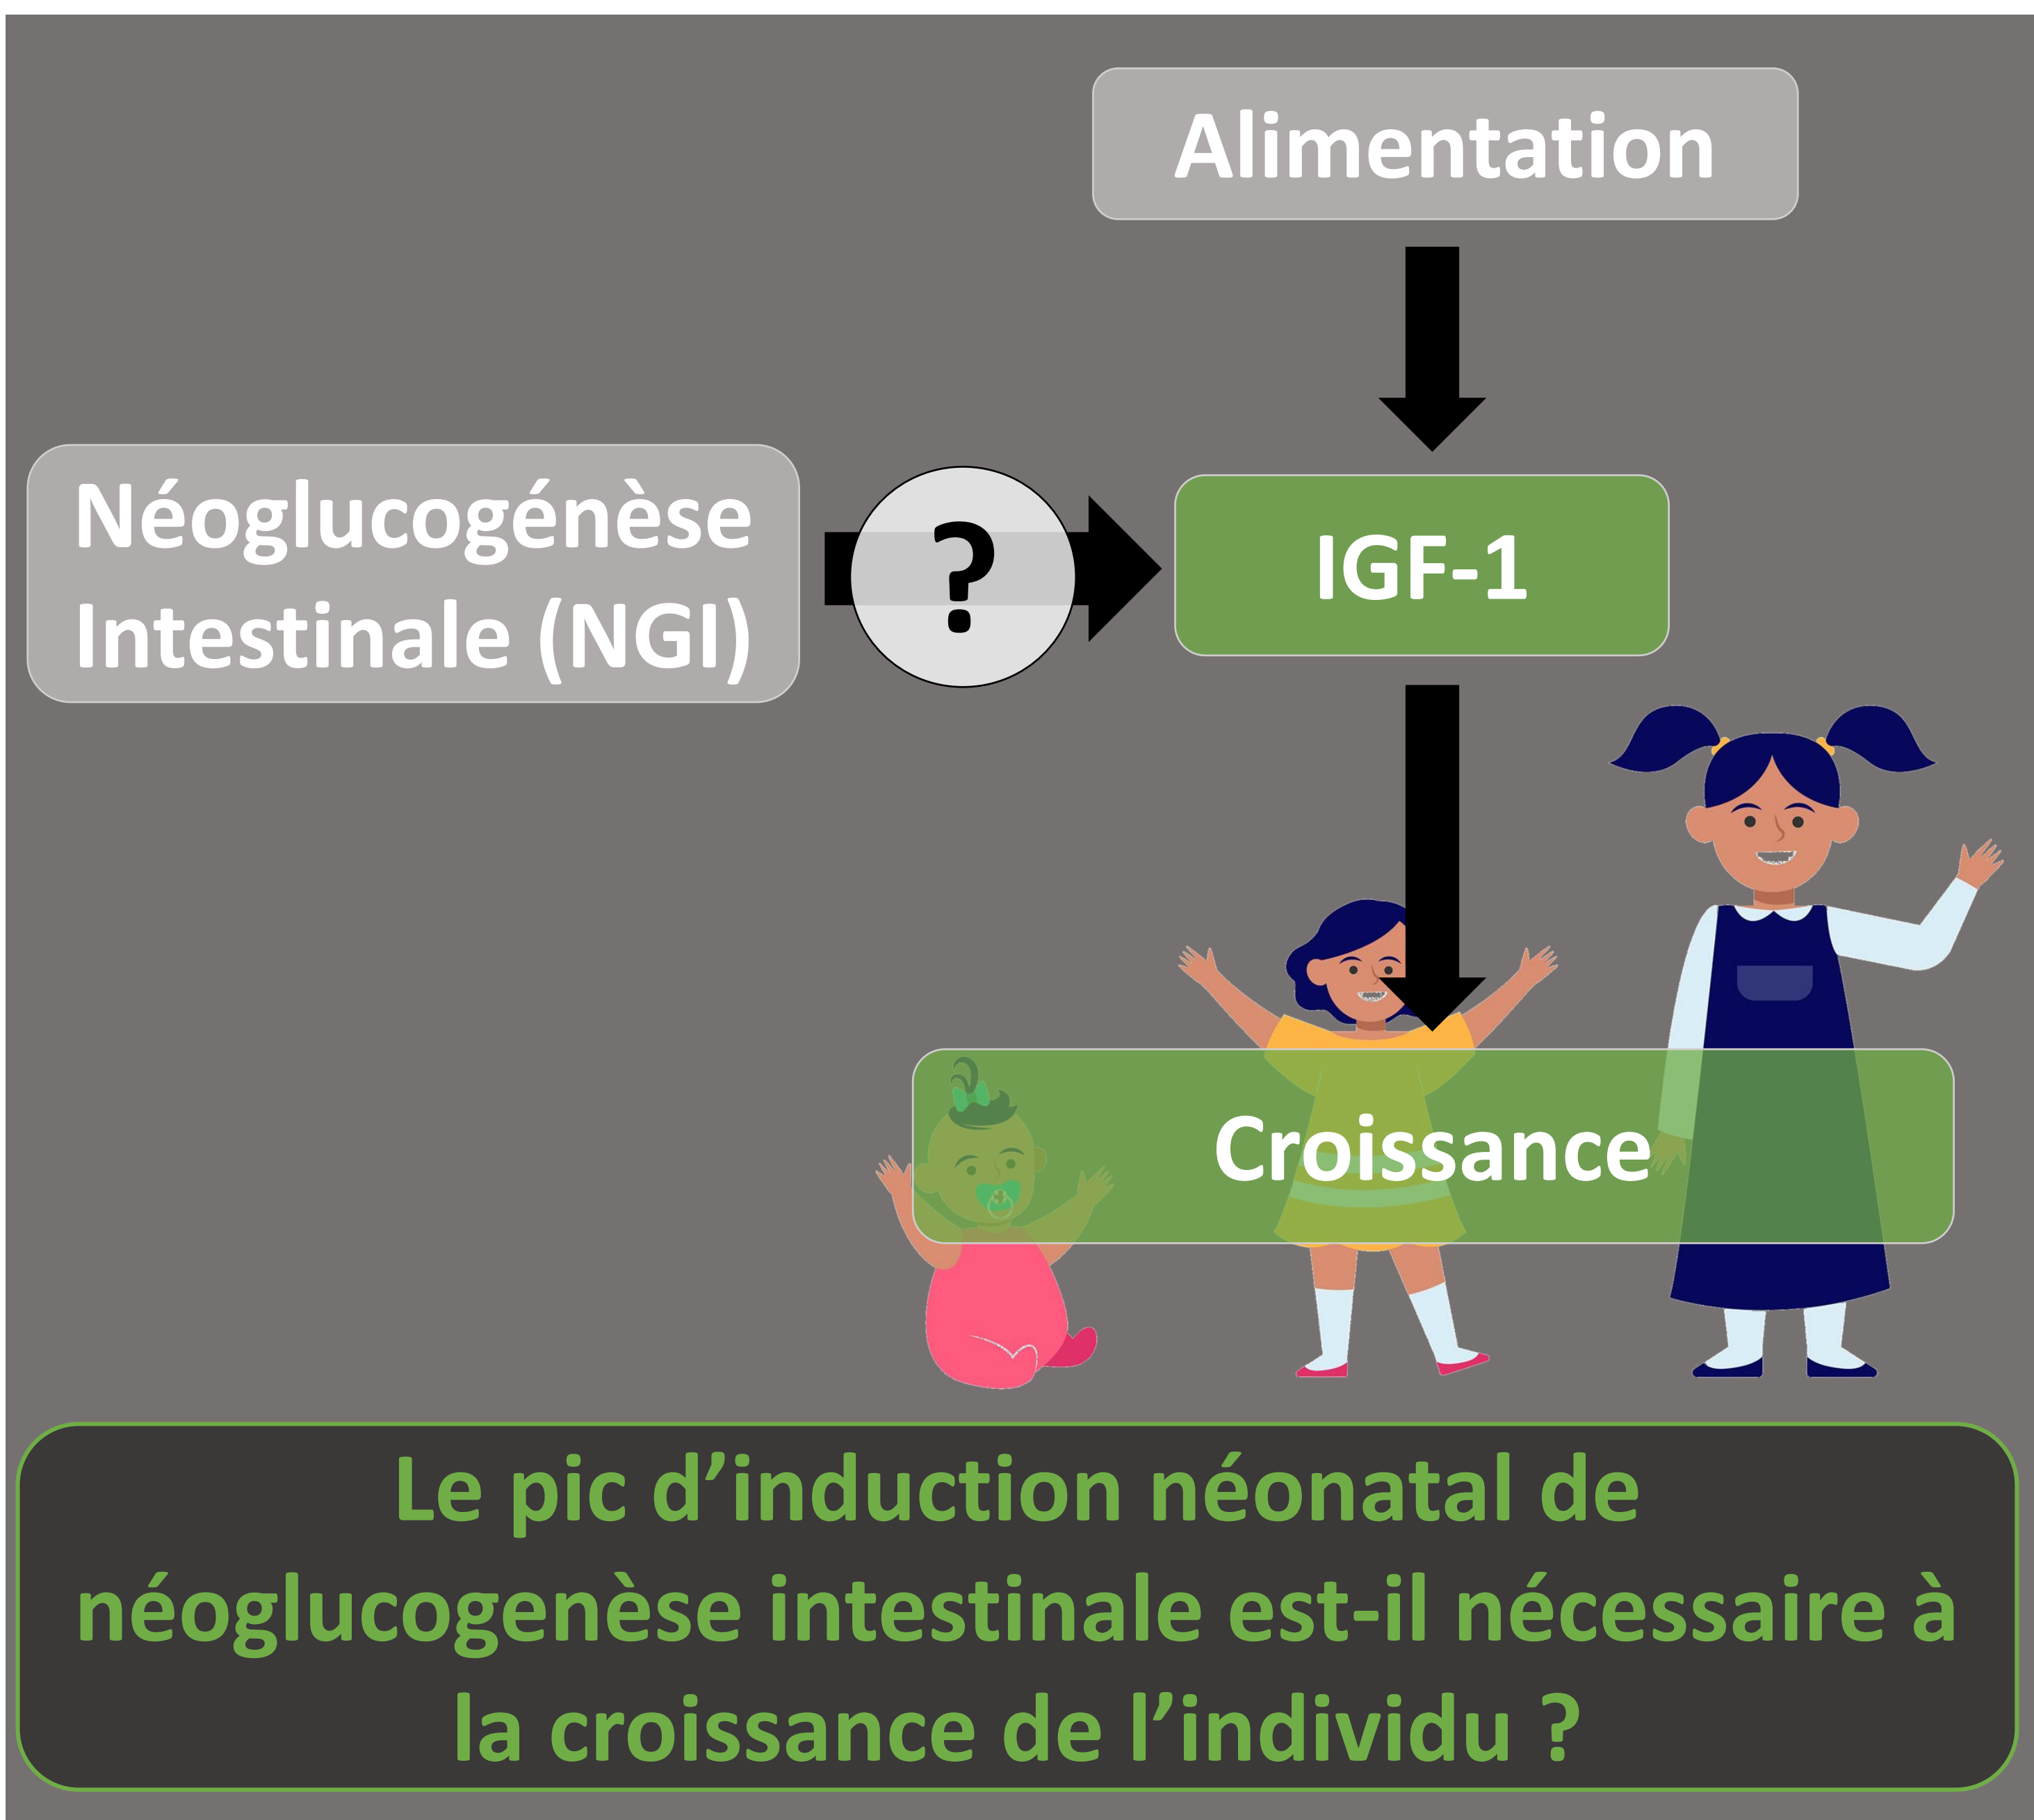 Alimentation
Néoglucogénèse
Intestinale (NGI)
?
IGF-1
Croissance
Le pic d’induction néonatal de
néoglucogenèse intestinale est-il nécessaire à
la croissance de l’individu ?